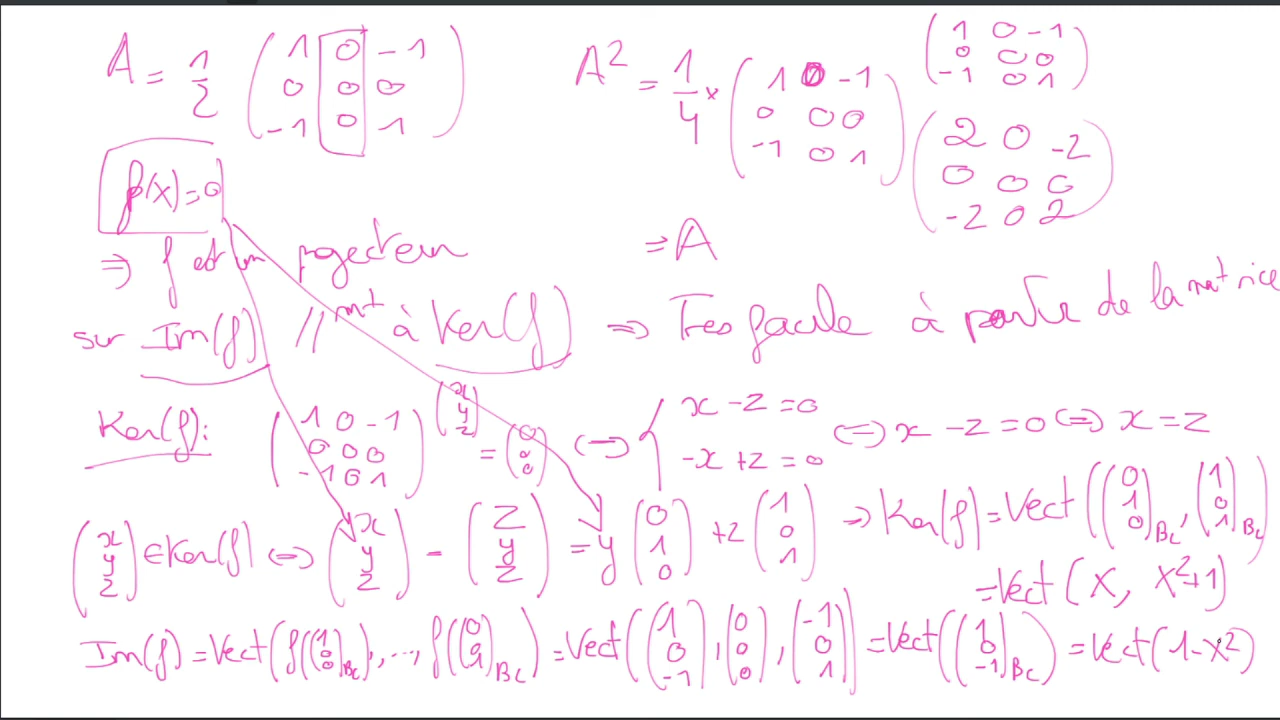 A = 1/2 ( 1 0 -1 ; 0 0 0 ; -1 0 1 )
A² = 1/4 × ( 1 0 -1 ; 0 0 0 ; -1 0 1 ) ( 1 0 -1 ; 0 0 0 ; -1 0 1 )
( 2 0 -2 ; 0 0 0 ; -2 0 2 )
f(X)=0
= A
⇒ f est un projecteur
sur Im(f) // mt à Ker(f) ⇒ Tres facile à partir de la matrice
Ker(f): ( 1 0 -1 ; 0 0 0 ; -1 0 1 ) ( x ; y ; z ) = ( 0 ; 0 ; 0 ) ⇔ { x - z = 0 ; -x + z = 0 ⇔ x - z = 0 ⇔ x = z
( x ; y ; z ) ∈ Ker(f) ⇔ ( x ; y ; z ) = ( z ; y ; z ) = y ( 0 ; 1 ; 0 ) + z ( 1 ; 0 ; 1 ) ⇒ Ker(f) = Vect( ( 0 ; 1 ; 0 )Bc , ( 1 ; 0 ; 1 )Bc )
= Vect( X, X²+1 )
Im(f) = Vect( f( ( 1 ; 0 ; 0 )Bc ), ..., f( ( 0 ; 0 ; 1 )Bc ) = Vect( ( 1 ; 0 ; -1 ), ( 0 ; 0 ; 0 ), ( -1 ; 0 ; 1 ) ) = Vect( ( 1 ; 0 ; -1 )Bc ) = Vect( 1-X² )